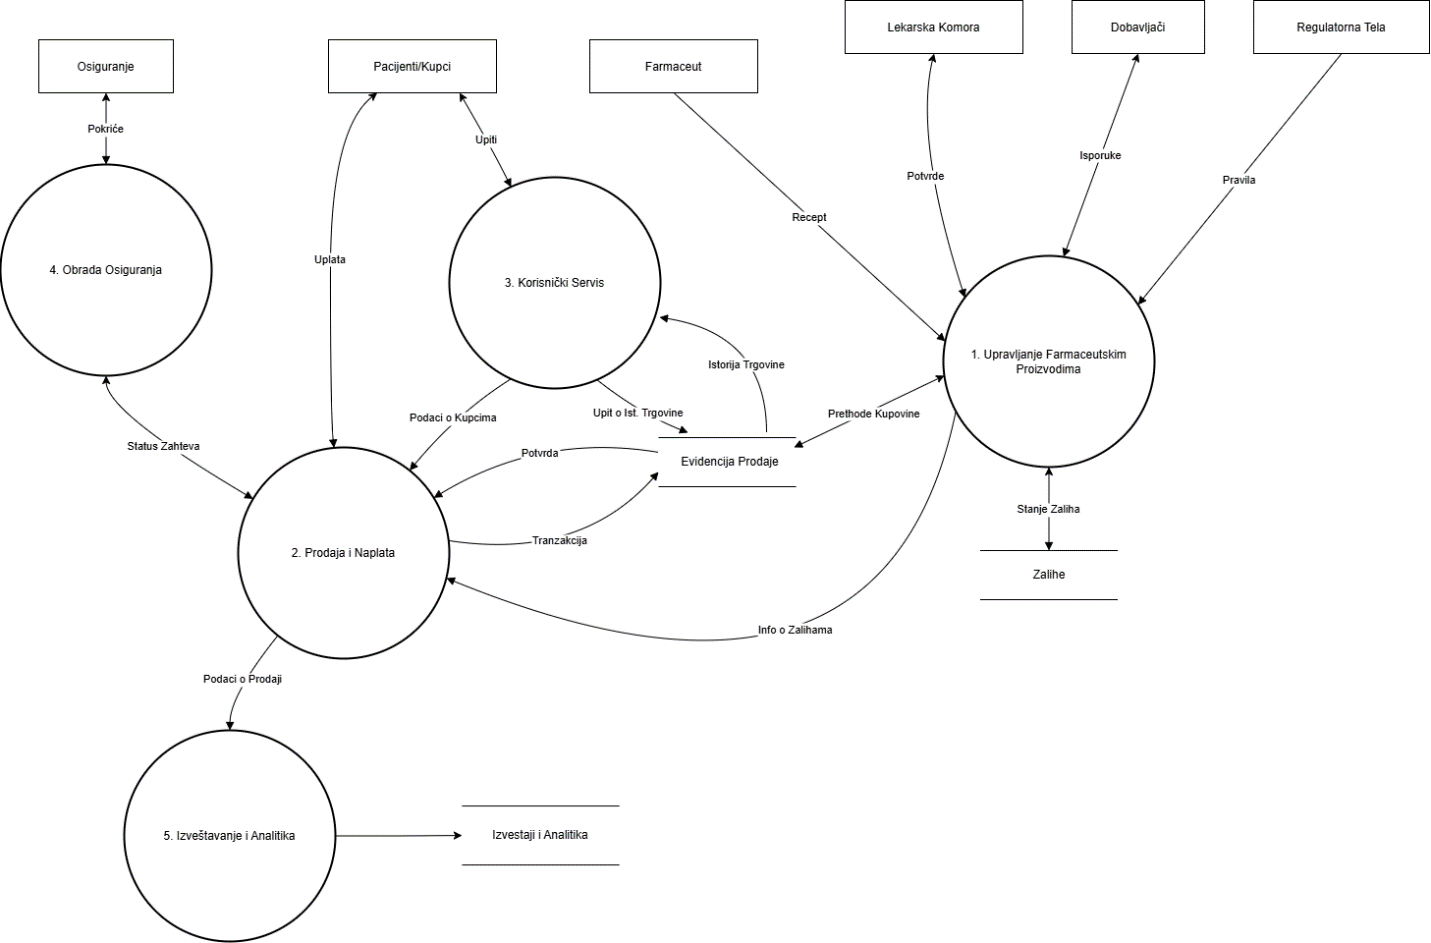 Lekarska Komora
Dobavljači
Regulatorna Tela
Osiguranje
Pacijenti/Kupci
Farmaceut
Pokriće
Upiti
Isporuke
Potvrde
Pravila
Recept
Uplata
4. Obrada Osiguranja
3. Korisnički Servis
1. Upravljanje Farmaceutskim
Proizvodima
Istorija Trgovine
Podaci o Kupcima
Upit o Ist. Trgovine
Prethode Kupovine
Status Zahteva
Potvrda
Evidencija Prodaje
Stanje Zaliha
Tranzakcija
2. Prodaja i Naplata
Zalihe
Info o Zalihama
Podaci o Prodaji
5. Izveštavanje i Analitika
Izvestaji i Analitika